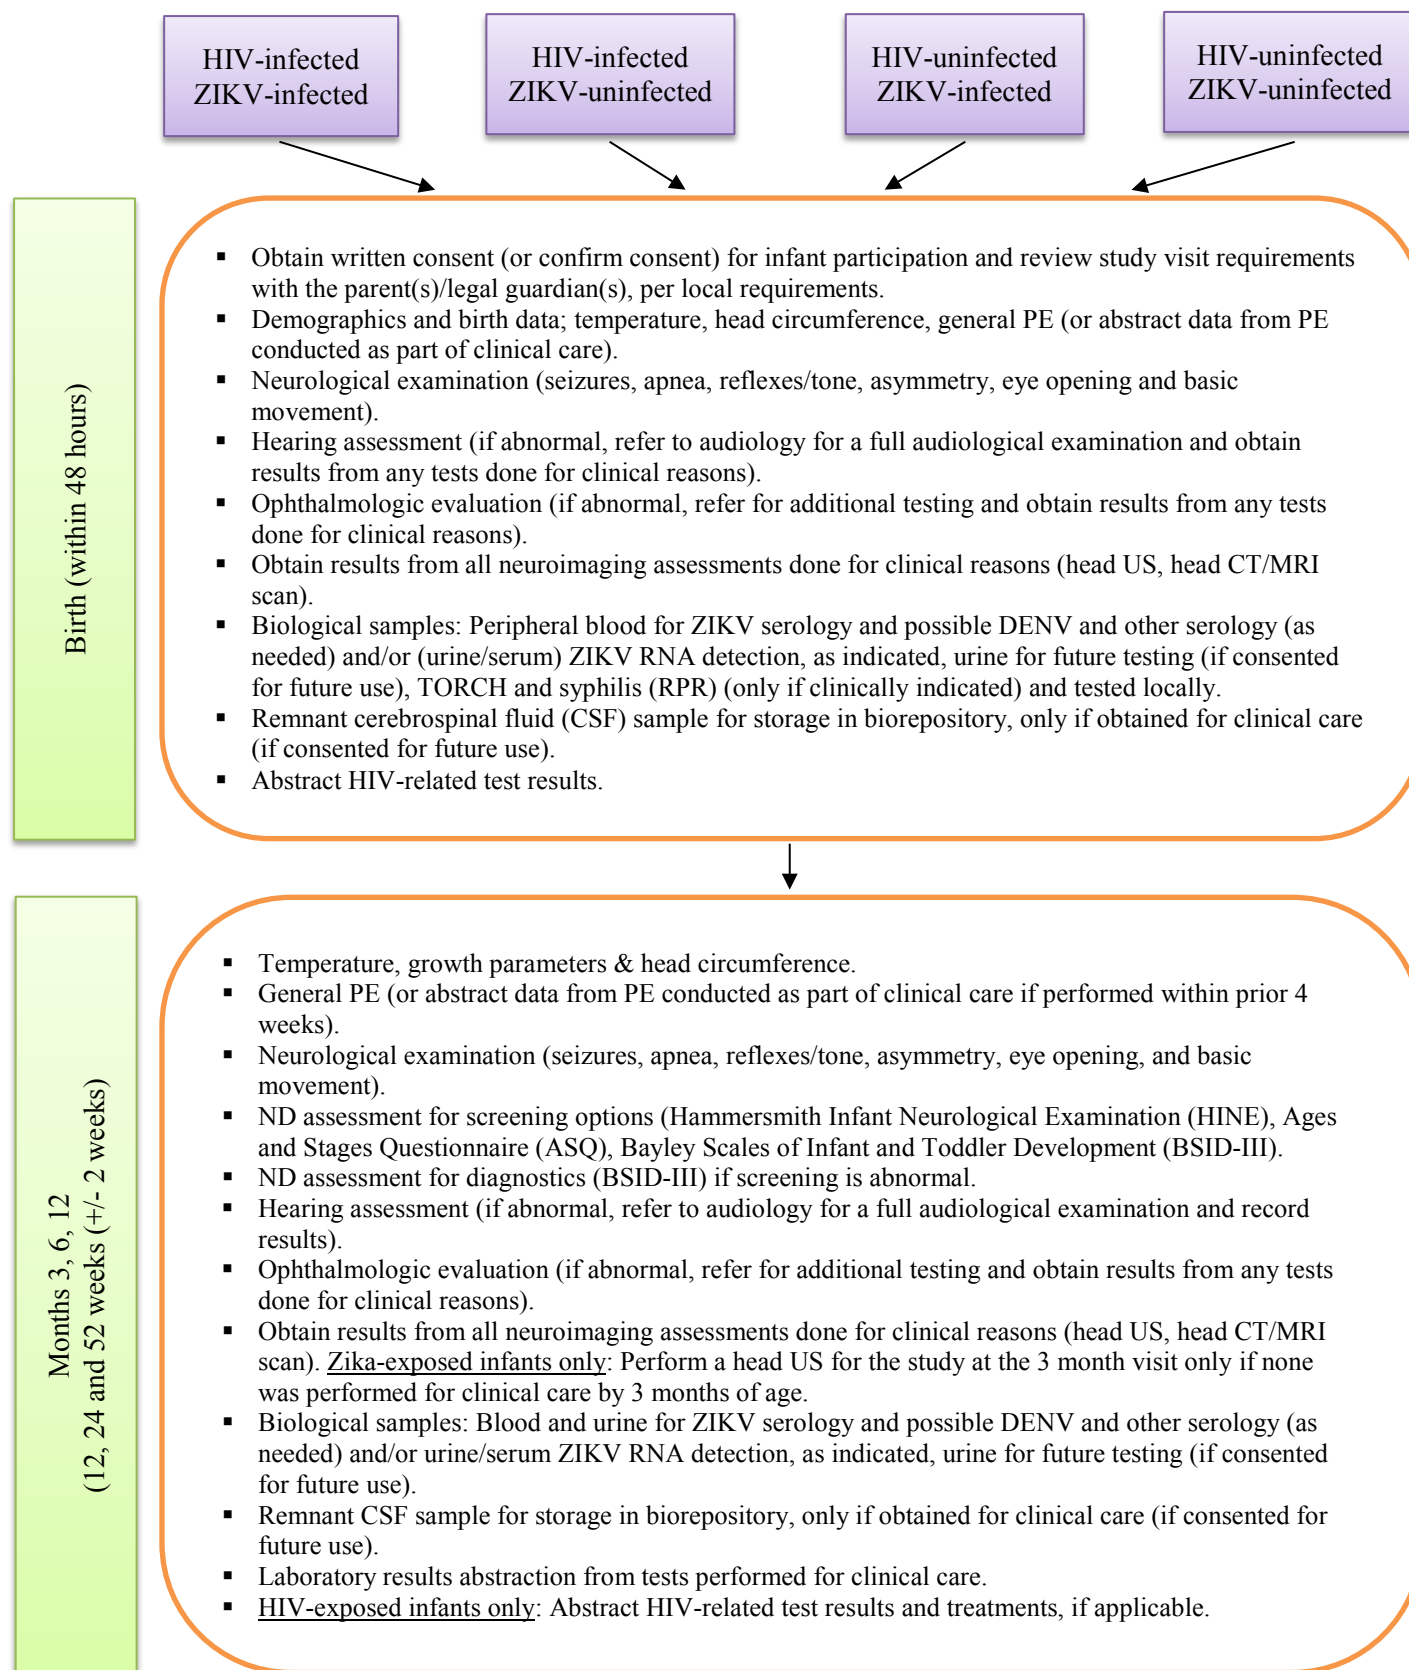 HIV-infected
ZIKV-infected
HIV-infected
ZIKV-uninfected
HIV-uninfected
ZIKV-infected
HIV-uninfected
ZIKV-uninfected
Birth (within 48 hours)
▪ Obtain written consent (or confirm consent) for infant participation and review study visit requirements
with the parent(s)/legal guardian(s), per local requirements.
▪ Demographics and birth data; temperature, head circumference, general PE (or abstract data from PE
conducted as part of clinical care).
▪ Neurological examination (seizures, apnea, reflexes/tone, asymmetry, eye opening and basic
movement).
▪ Hearing assessment (if abnormal, refer to audiology for a full audiological examination and obtain
results from any tests done for clinical reasons).
▪ Ophthalmologic evaluation (if abnormal, refer for additional testing and obtain results from any tests
done for clinical reasons).
▪ Obtain results from all neuroimaging assessments done for clinical reasons (head US, head CT/MRI
scan).
▪ Biological samples: Peripheral blood for ZIKV serology and possible DENV and other serology (as
needed) and/or (urine/serum) ZIKV RNA detection, as indicated, urine for future testing (if consented
for future use), TORCH and syphilis (RPR) (only if clinically indicated) and tested locally.
▪ Remnant cerebrospinal fluid (CSF) sample for storage in biorepository, only if obtained for clinical care
(if consented for future use).
▪ Abstract HIV-related test results.
Months 3, 6, 12
(12, 24 and 52 weeks (+/- 2 weeks)
▪ Temperature, growth parameters & head circumference.
▪ General PE (or abstract data from PE conducted as part of clinical care if performed within prior 4
weeks).
▪ Neurological examination (seizures, apnea, reflexes/tone, asymmetry, eye opening, and basic
movement).
▪ ND assessment for screening options (Hammersmith Infant Neurological Examination (HINE), Ages
and Stages Questionnaire (ASQ), Bayley Scales of Infant and Toddler Development (BSID-III).
▪ ND assessment for diagnostics (BSID-III) if screening is abnormal.
▪ Hearing assessment (if abnormal, refer to audiology for a full audiological examination and record
results).
▪ Ophthalmologic evaluation (if abnormal, refer for additional testing and obtain results from any tests
done for clinical reasons).
▪ Obtain results from all neuroimaging assessments done for clinical reasons (head US, head CT/MRI
scan). Zika-exposed infants only: Perform a head US for the study at the 3 month visit only if none
was performed for clinical care by 3 months of age.
▪ Biological samples: Blood and urine for ZIKV serology and possible DENV and other serology (as
needed) and/or urine/serum ZIKV RNA detection, as indicated, urine for future testing (if consented
for future use).
▪ Remnant CSF sample for storage in biorepository, only if obtained for clinical care (if consented for
future use).
▪ Laboratory results abstraction from tests performed for clinical care.
▪ HIV-exposed infants only: Abstract HIV-related test results and treatments, if applicable.